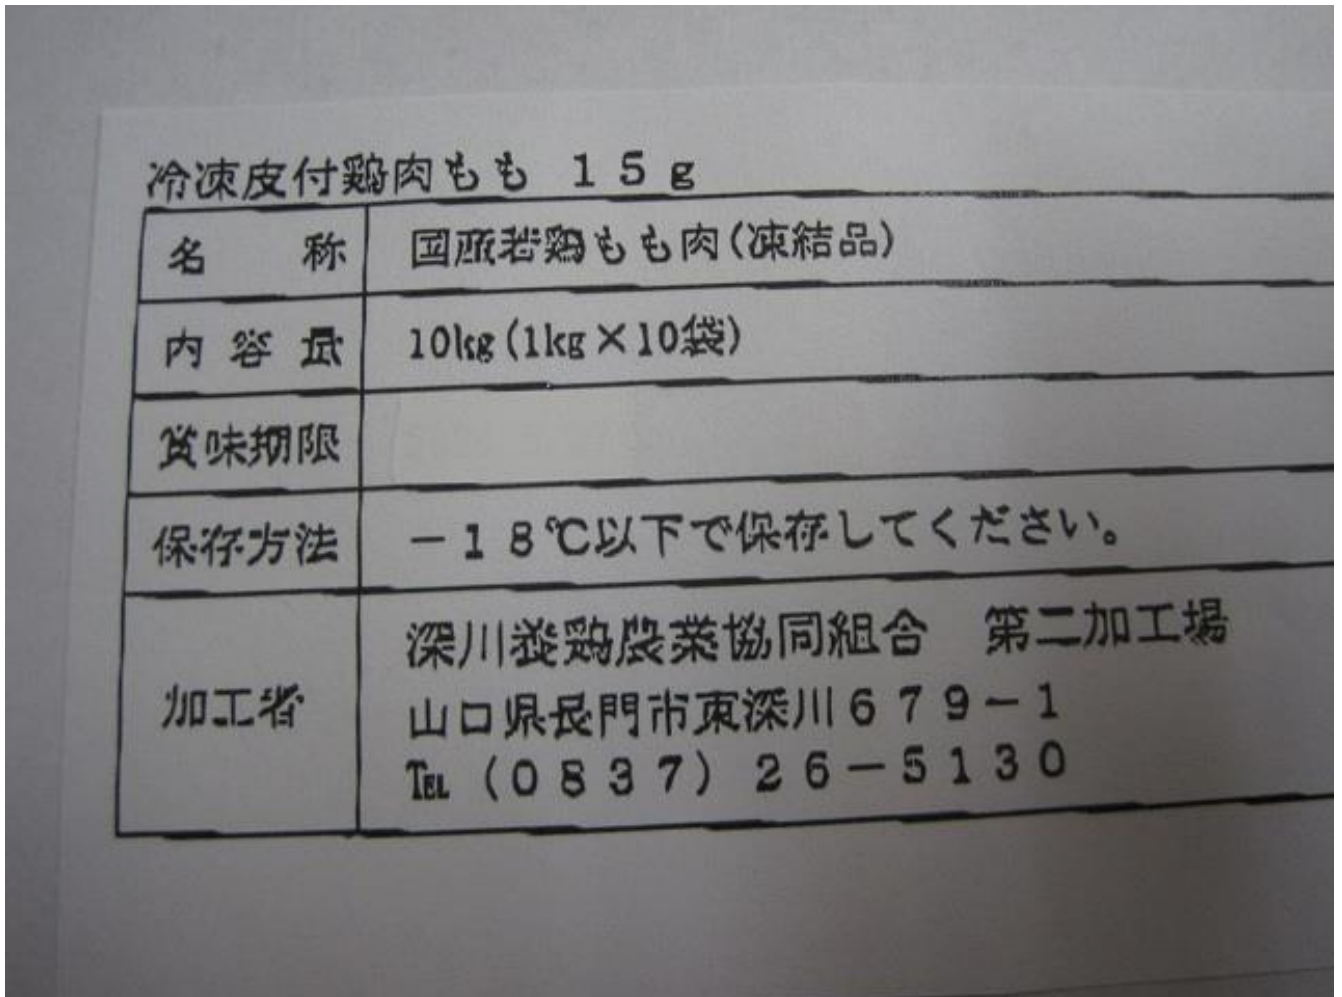 冷凍皮付鶏肉もも 15g
名 称 国産若鶏もも肉(凍結品)
内容量 10kg(1kg×10袋)
賞味期限
保存方法 -18℃以下で保存してください。
加工者 深川養鶏農業協同組合 第二加工場
山口県長門市東深川679-1
℡(0837)26-5130